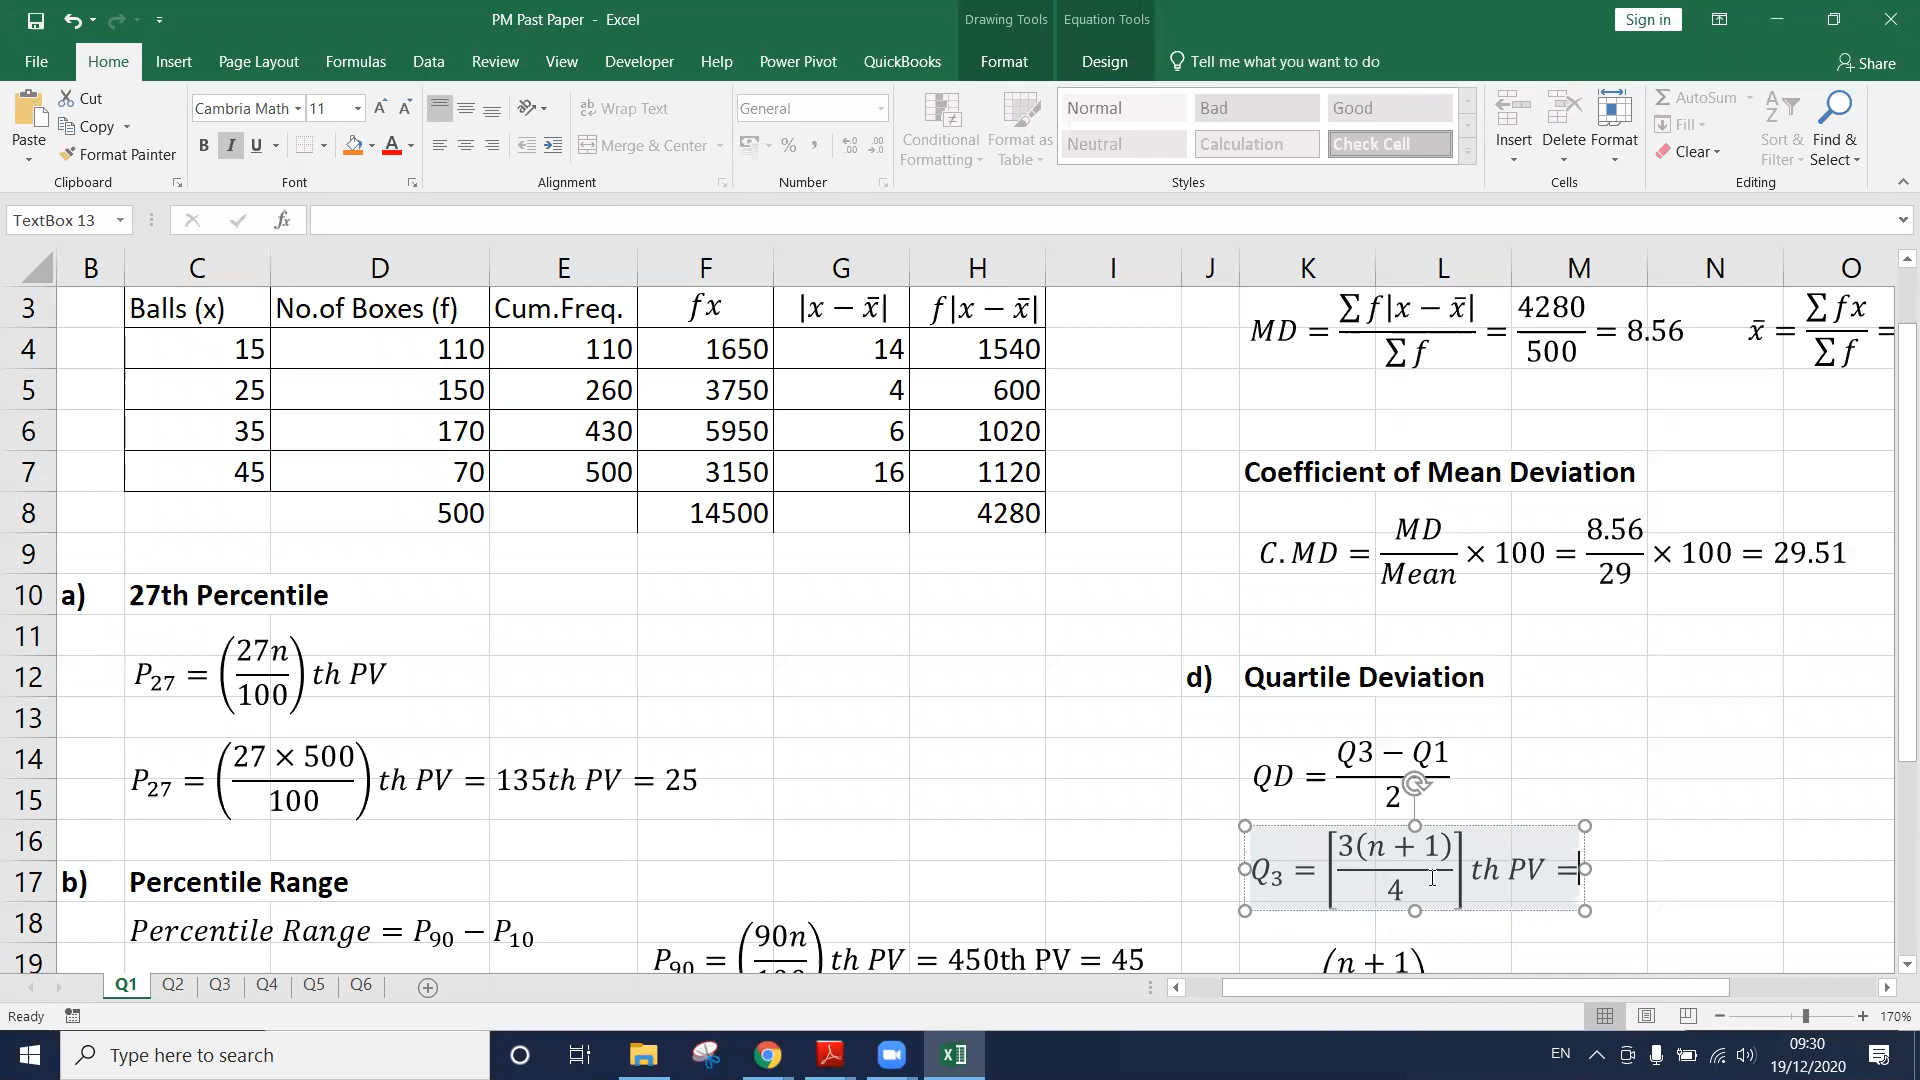 PM Past Paper - Excel
Drawing Tools Equation Tools
Sign in
File Home Insert Page Layout Formulas Data Review View Developer Help Power Pivot QuickBooks Format Design Tell me what you want to do Share
Paste
Cut
Copy
Format Painter
Clipboard
Cambria Math 11
B I U
Font
Wrap Text
Merge & Center
Alignment
General
Number
Conditional Formatting
Format as Table
Normal Bad Good
Neutral Calculation Check Cell
Styles
Insert Delete Format
Cells
AutoSum
Fill
Clear
Sort & Filter
Find & Select
Editing
TextBox 13
fx
B C D E F G H I J K L M N O
3 Balls (x) No.of Boxes (f) Cum.Freq. fx |x − x̄| f|x − x̄|
4 15 110 110 1650 14 1540
5 25 150 260 3750 4 600
6 35 170 430 5950 6 1020
7 45 70 500 3150 16 1120
8 500 14500 4280
9
10 a) 27th Percentile
11
12 P₂₇ = (27n/100) th PV
13
14
15 P₂₇ = (27 × 500/100) th PV = 135th PV = 25
16
17 b) Percentile Range
18 Percentile Range = P₉₀ − P₁₀
19 P₉₀ = (90n/100) th PV = 450th PV = 45
MD = ∑f|x − x̄|/∑f = 4280/500 = 8.56 x̄ = ∑fx/∑f =
Coefficient of Mean Deviation
C.MD = MD/Mean × 100 = 8.56/29 × 100 = 29.51
d) Quartile Deviation
QD = Q3 − Q1/2
Q₃ = [3(n + 1)/4] th PV =
(n + 1)
Q1 Q2 Q3 Q4 Q5 Q6
Ready
170%
Type here to search
EN
09:30
19/12/2020